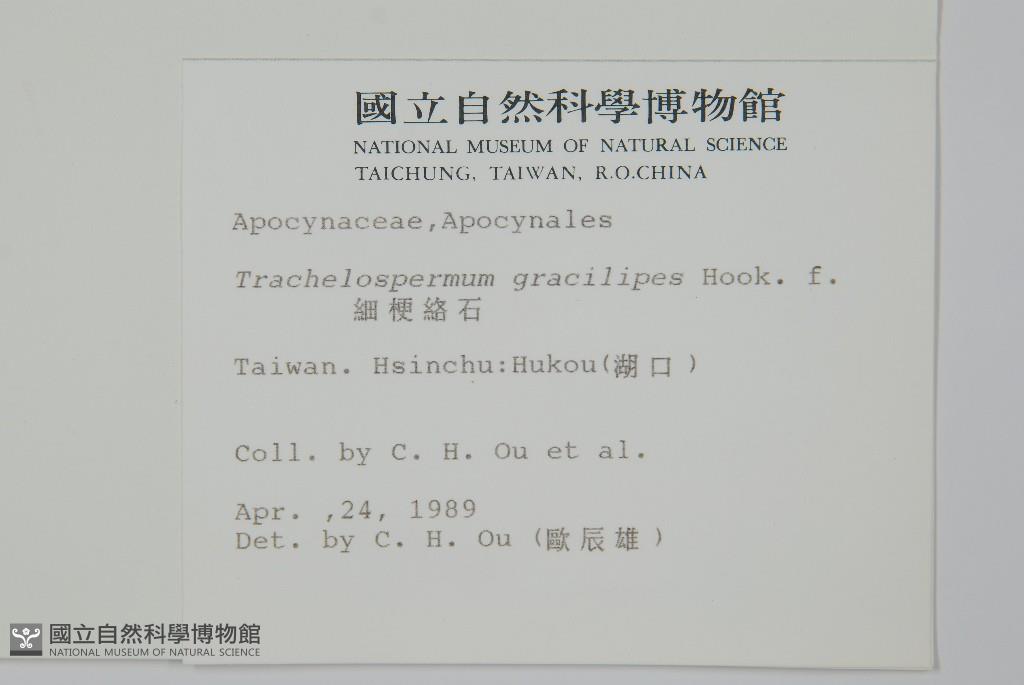 國立自然科學博物館
NATIONAL MUSEUM OF NATURAL SCIENCE
TAICHUNG, TAIWAN, R.O.CHINA
Apocynaceae,Apocynales
Trachelospermum gracilipes Hook. f.
細梗絡石
Taiwan. Hsinchu:Hukou(湖口)
Coll. by C. H. Ou et al.
Apr. ,24, 1989
Det. by C. H. Ou (歐辰雄)
國立自然科學博物館
NATIONAL MUSEUM OF NATURAL SCIENCE